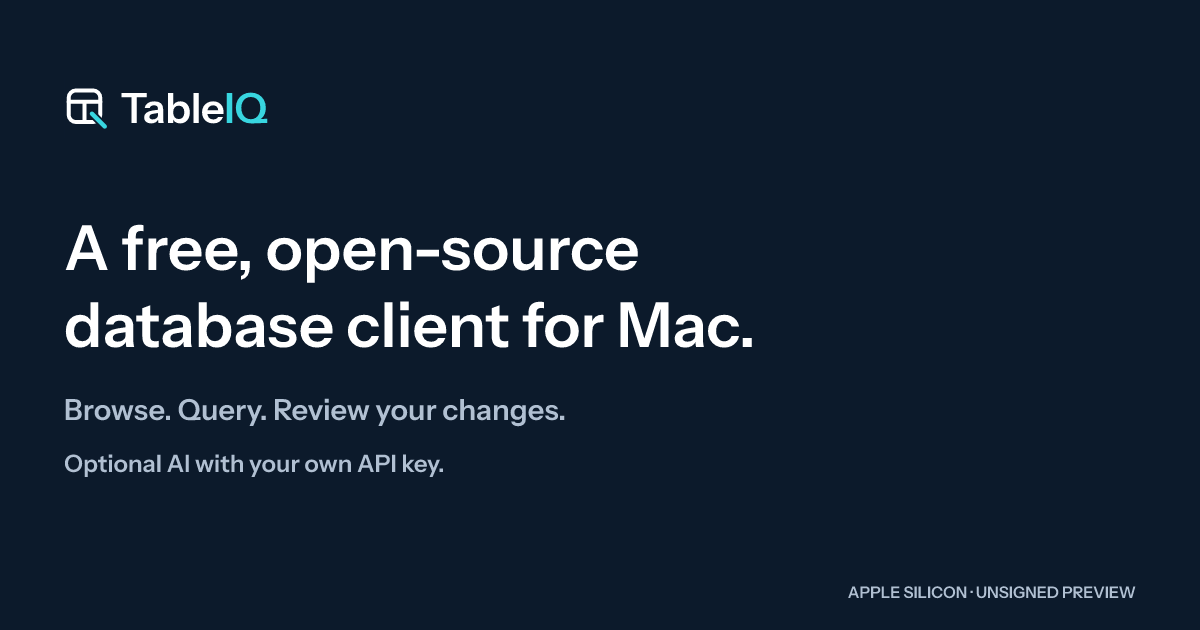 TableIQ
A free, open-source
database client for Mac.
Browse. Query. Review your changes.
Optional AI with your own API key.
APPLE SILICON · UNSIGNED PREVIEW